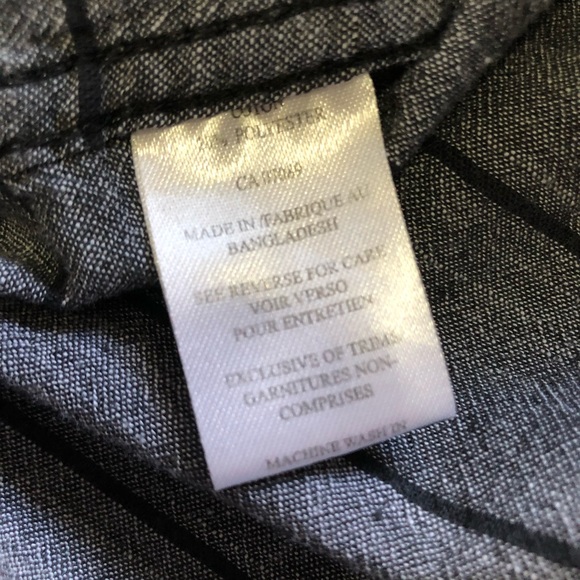 POLYESTER
CA
MADE IN /FABRIQUE AU
BANGLADESH
SEE REVERSE FOR CARE
VOIR VERSO
POUR ENTRETIEN
EXCLUSIVE OF TRIMS
GARNITURES NON-
COMPRISES
MACHINE WASH IN